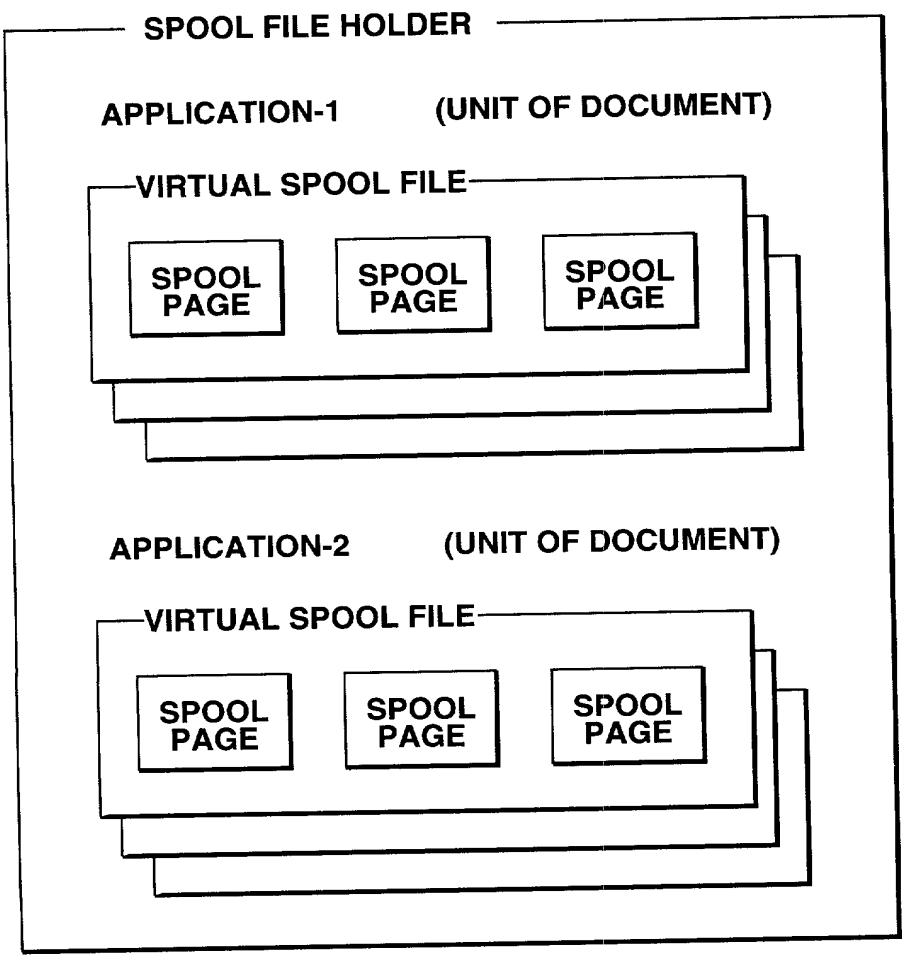 SPOOL FILE HOLDER
APPLICATION-1 (UNIT OF DOCUMENT)
VIRTUAL SPOOL FILE
SPOOL PAGE
SPOOL PAGE
SPOOL PAGE
APPLICATION-2 (UNIT OF DOCUMENT)
VIRTUAL SPOOL FILE
SPOOL PAGE
SPOOL PAGE
SPOOL PAGE